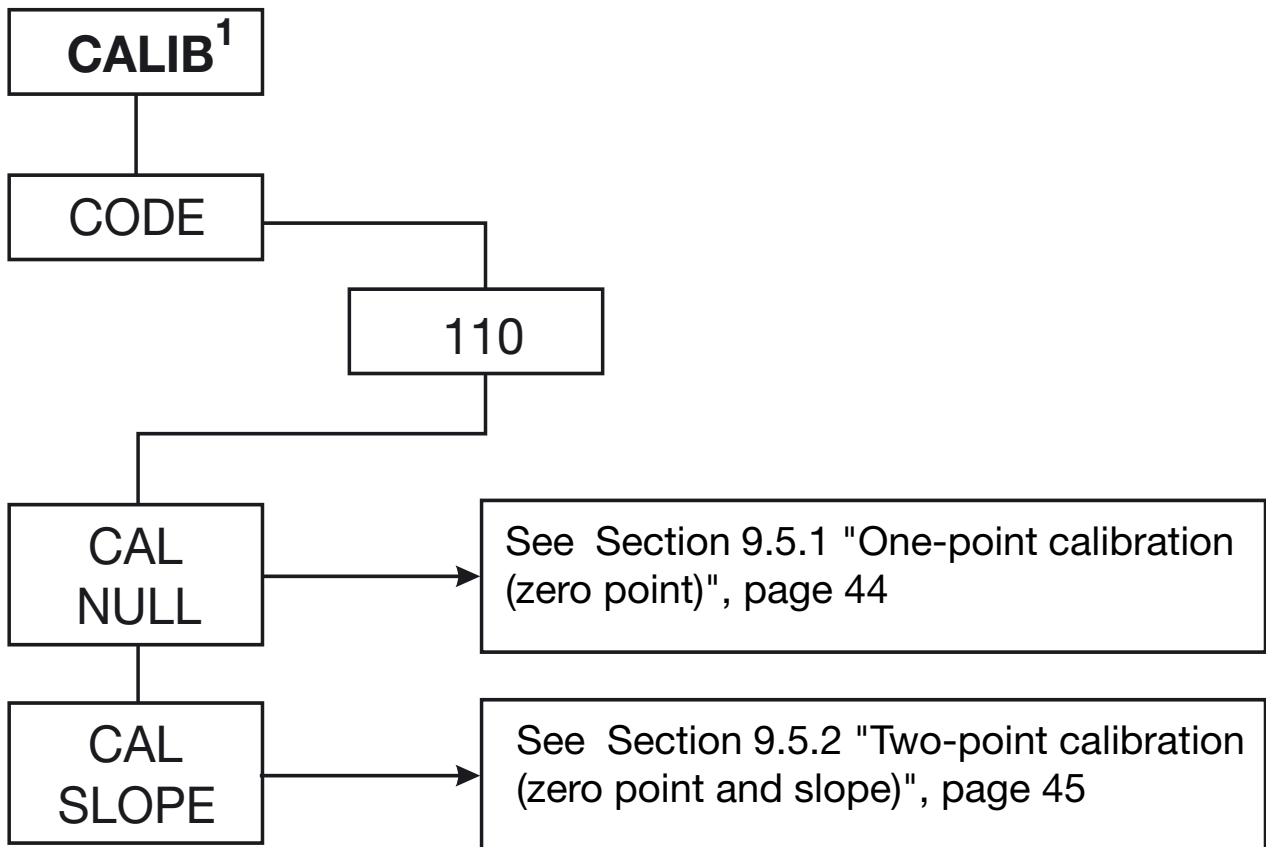 CALIB1
CODE
110
CAL
NULL
See Section 9.5.1 "One-point calibration
(zero point)", page 44
CAL
SLOPE
See Section 9.5.2 "Two-point calibration
(zero point and slope)", page 45